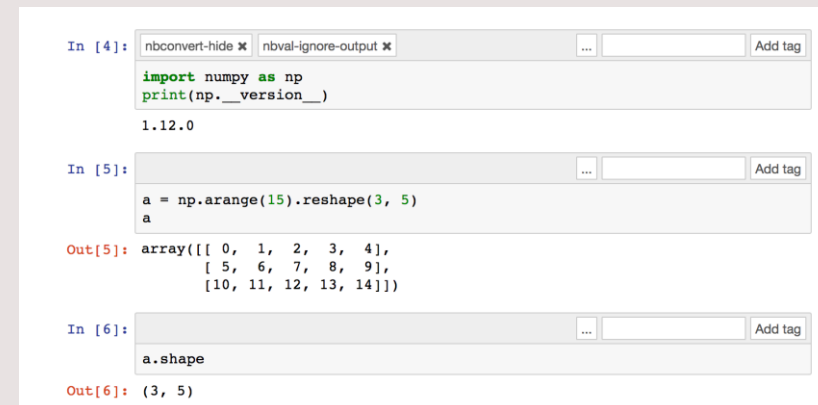 In [4]: nbconvert-hide ✖ nbval-ignore-output ✖ ... Add tag
import numpy as np
print(np.__version__)
1.12.0
In [5]: ... Add tag
a = np.arange(15).reshape(3, 5)
a
Out[5]: array([[ 0,  1,  2,  3,  4],
       [ 5,  6,  7,  8,  9],
       [10, 11, 12, 13, 14]])
In [6]: ... Add tag
a.shape
Out[6]: (3, 5)